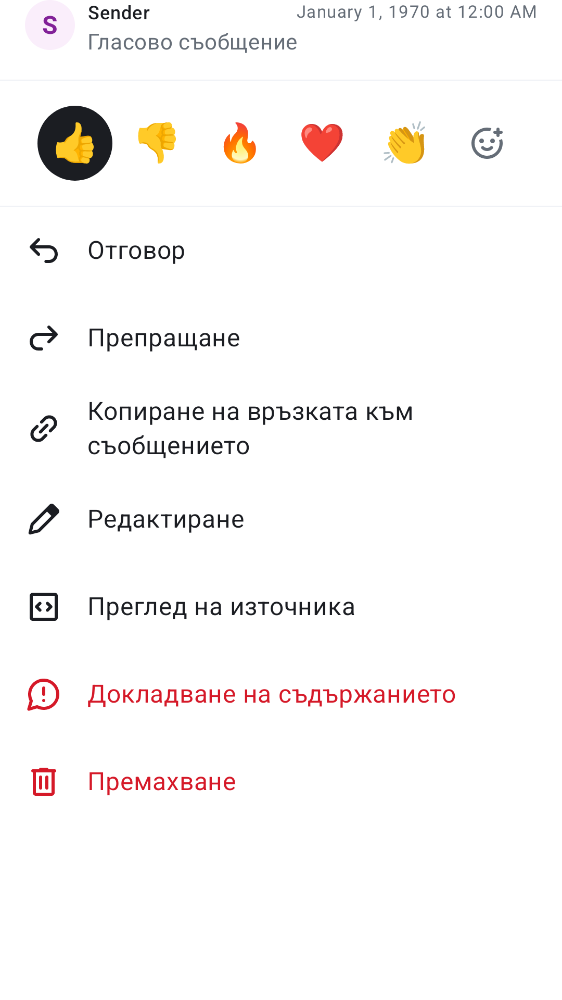 S
Sender
January 1, 1970 at 12:00 AM
Гласово съобщение
Отговор
Препращане
Копиране на връзката към
съобщението
Редактиране
Преглед на източника
Докладване на съдържанието
Премахване